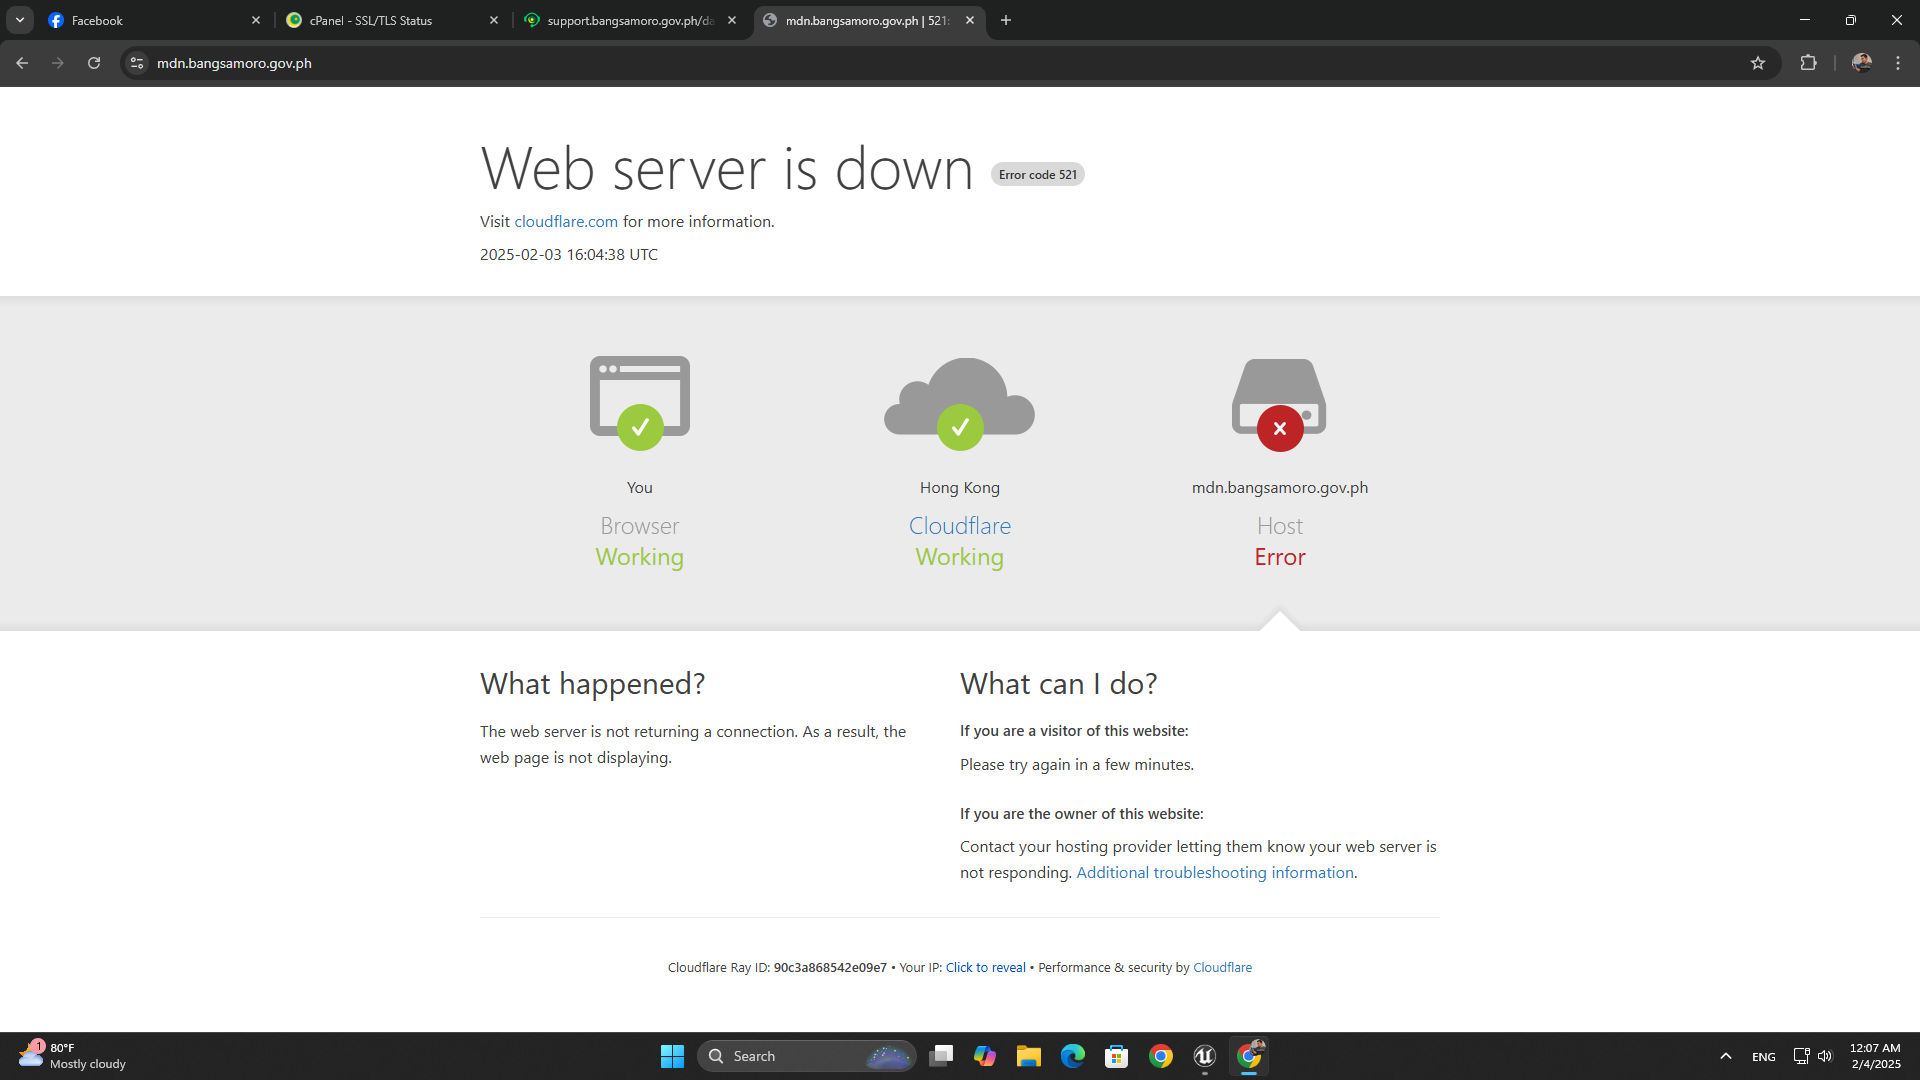 Facebook
cPanel - SSL/TLS Status
support.bangsamoro.gov.ph/da
mdn.bangsamoro.gov.ph | 521:
mdn.bangsamoro.gov.ph
Web server is down Error code 521
Visit cloudflare.com for more information.
2025-02-03 16:04:38 UTC
You
Browser
Working
Hong Kong
Cloudflare
Working
mdn.bangsamoro.gov.ph
Host
Error
What happened?
The web server is not returning a connection. As a result, the
web page is not displaying.
What can I do?
If you are a visitor of this website:
Please try again in a few minutes.
If you are the owner of this website:
Contact your hosting provider letting them know your web server is
not responding. Additional troubleshooting information.
Cloudflare Ray ID: 90c3a868542e09e7 • Your IP: Click to reveal • Performance & security by Cloudflare
1
80°F
Mostly cloudy
Search
ENG
12:07 AM
2/4/2025